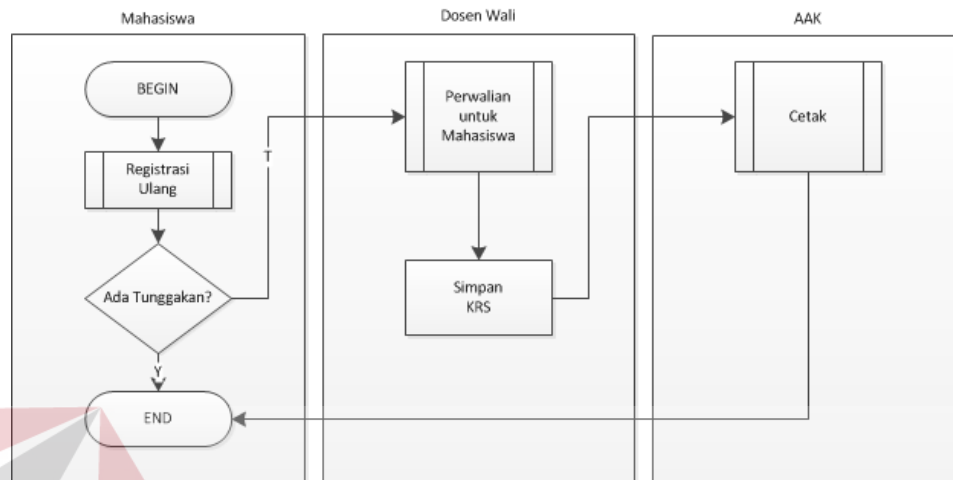 Mahasiswa
Dosen Wali
AAK
BEGIN
Registrasi
Ulang
Ada Tunggakan?
T
Y
END
Perwalian
untuk
Mahasiswa
Simpan
KRS
Cetak